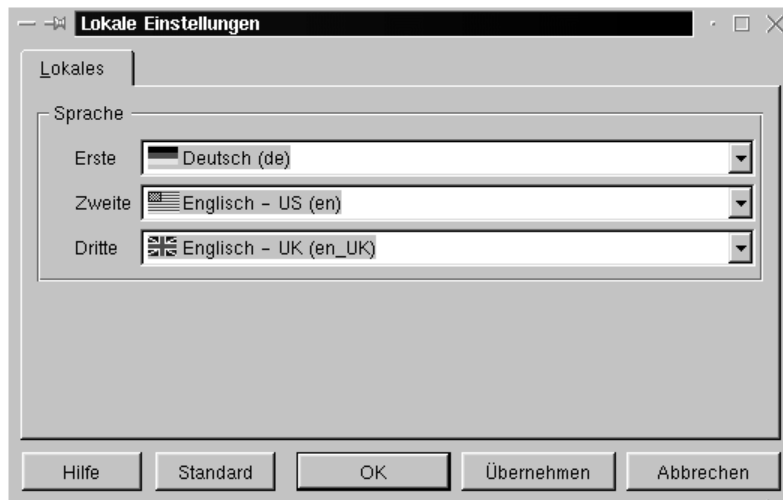 Lokale Einstellungen
Lokales
Sprache
Erste Deutsch (de)
Zweite Englisch – US (en)
Dritte Englisch – UK (en_UK)
Hilfe Standard OK Übernehmen Abbrechen